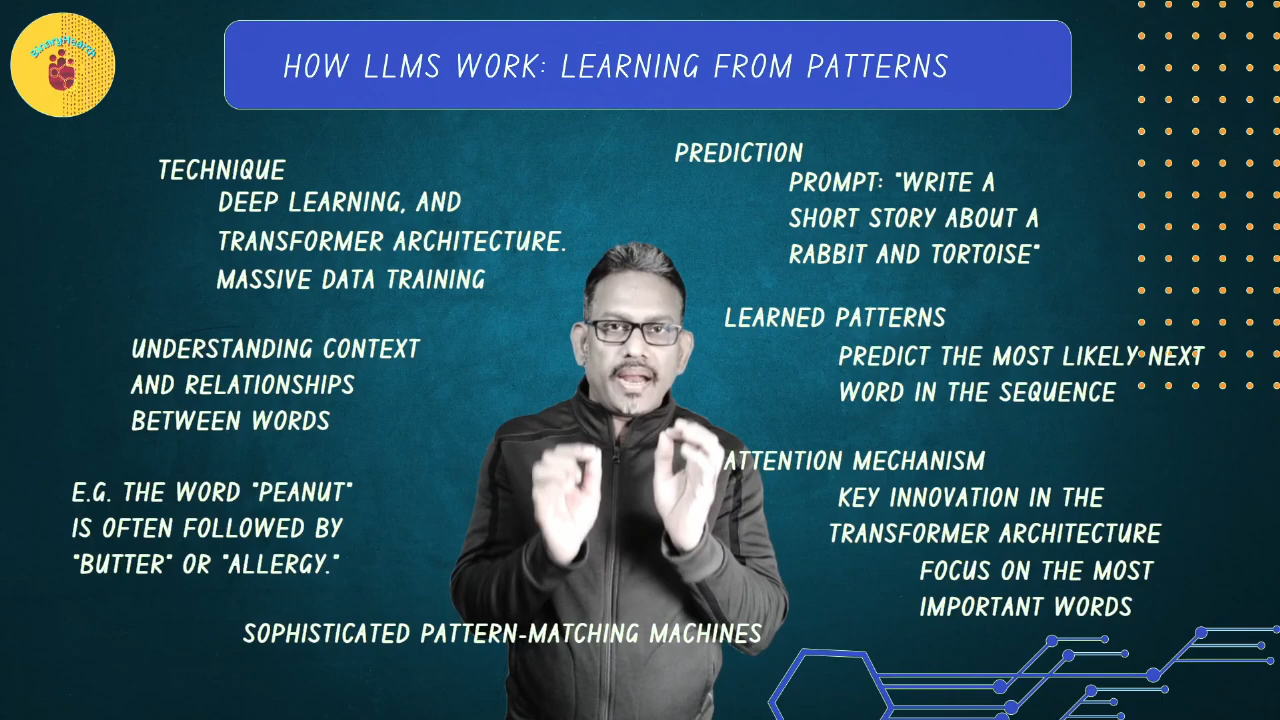 BinaryHearth
HOW LLMS WORK: LEARNING FROM PATTERNS
TECHNIQUE
DEEP LEARNING, AND
TRANSFORMER ARCHITECTURE.
MASSIVE DATA TRAINING
UNDERSTANDING CONTEXT
AND RELATIONSHIPS
BETWEEN WORDS
E.G. THE WORD "PEANUT"
IS OFTEN FOLLOWED BY
"BUTTER" OR "ALLERGY."
PREDICTION
PROMPT: "WRITE A
SHORT STORY ABOUT A
RABBIT AND TORTOISE"
LEARNED PATTERNS
PREDICT THE MOST LIKELY NEXT
WORD IN THE SEQUENCE
ATTENTION MECHANISM
KEY INNOVATION IN THE
TRANSFORMER ARCHITECTURE
FOCUS ON THE MOST
IMPORTANT WORDS
SOPHISTICATED PATTERN-MATCHING MACHINES